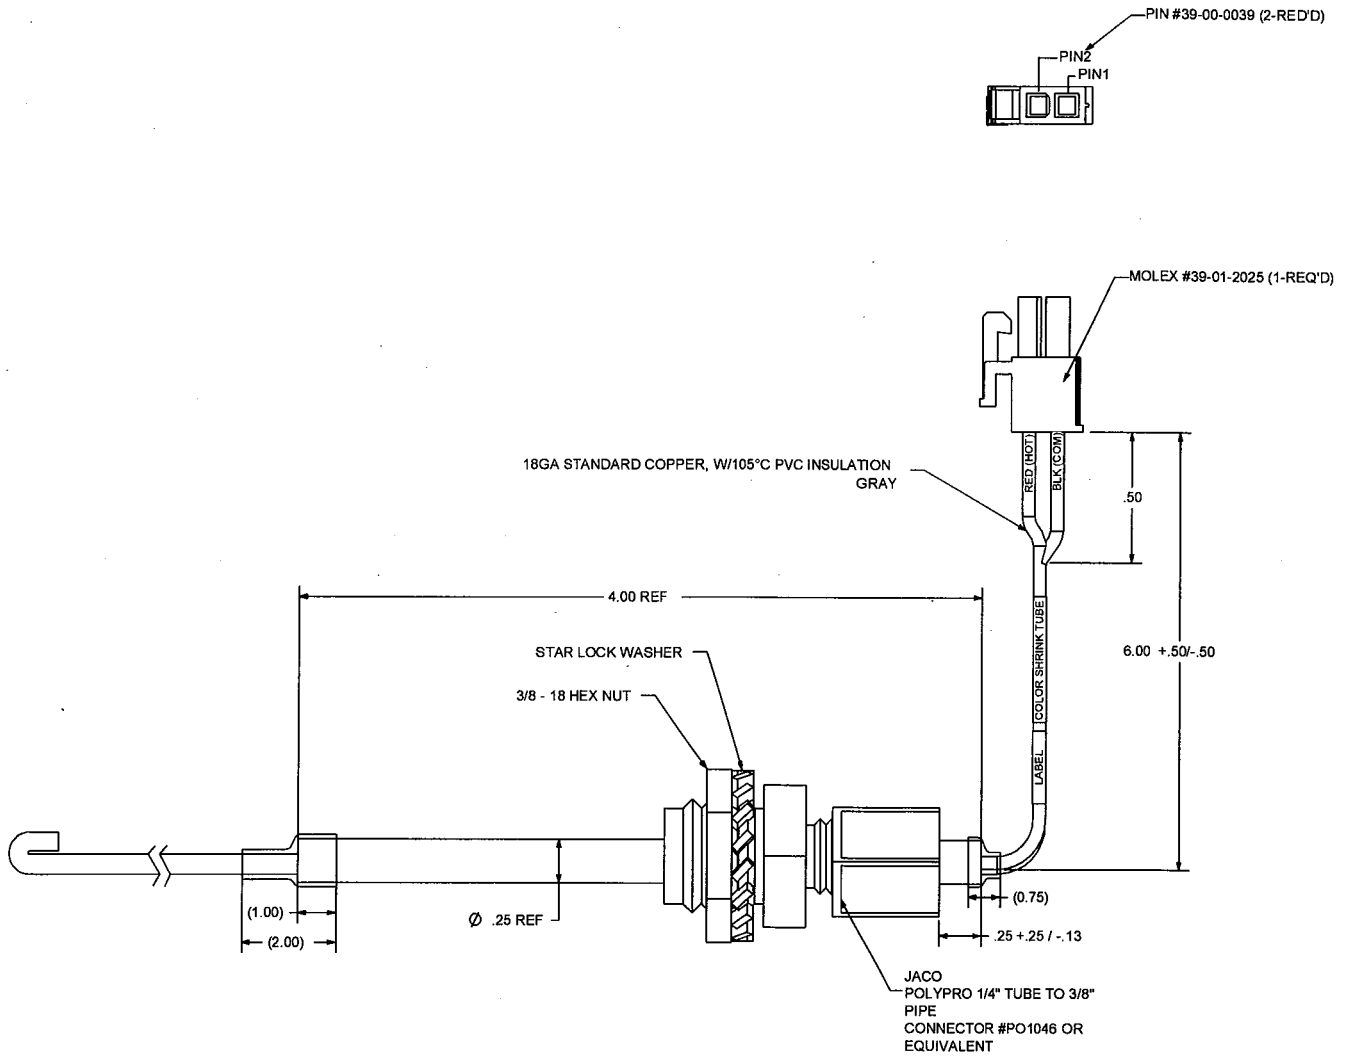 PIN #39-00-0039 (2-RED'D)
PIN2
PIN1
MOLEX #39-01-2025 (1-REQ'D)
18GA STANDARD COPPER, W/105°C PVC INSULATION
GRAY
RED (HOT)
BLK (COM)
.50
4.00 REF
COLOR SHRINK TUBE
6.00 +.50/-.50
STAR LOCK WASHER
3/8 - 18 HEX NUT
LABEL
(1.00)
(2.00)
Ø .25 REF
(0.75)
.25 +.25 / -.13
JACO
POLYPRO 1/4" TUBE TO 3/8"
PIPE
CONNECTOR #PO1046 OR
EQUIVALENT